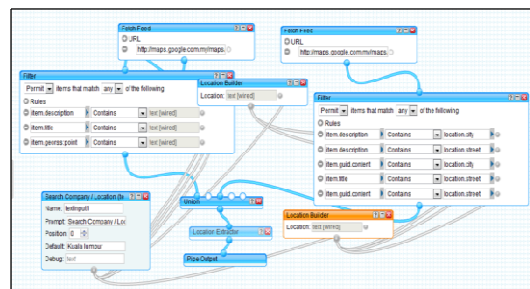 Fetch Feed
URL
http://maps.google.com.my/maps
Fetch Feed
URL
http://maps.google.com.my/maps
Filter
Permit items that match any of the following
Rules
item.description Contains text [wired]
item.title Contains text [wired]
Contains text [wired]
Location Builder
Location: text [wired]
Filter
Permit items that match any of the following
Rules
item.description Contains location.city
item.description Contains location.street
item.guid.content Contains location.city
item.title Contains location.street
item.guid.content Contains location.street
Search Company / Location
Name: textinput1
Prompt: Search Company / Loc
Position: 0
Default: Kuala
Debug: text
Union
Location Extractor
Pipe Output
Location Builder
Location: text [wired]